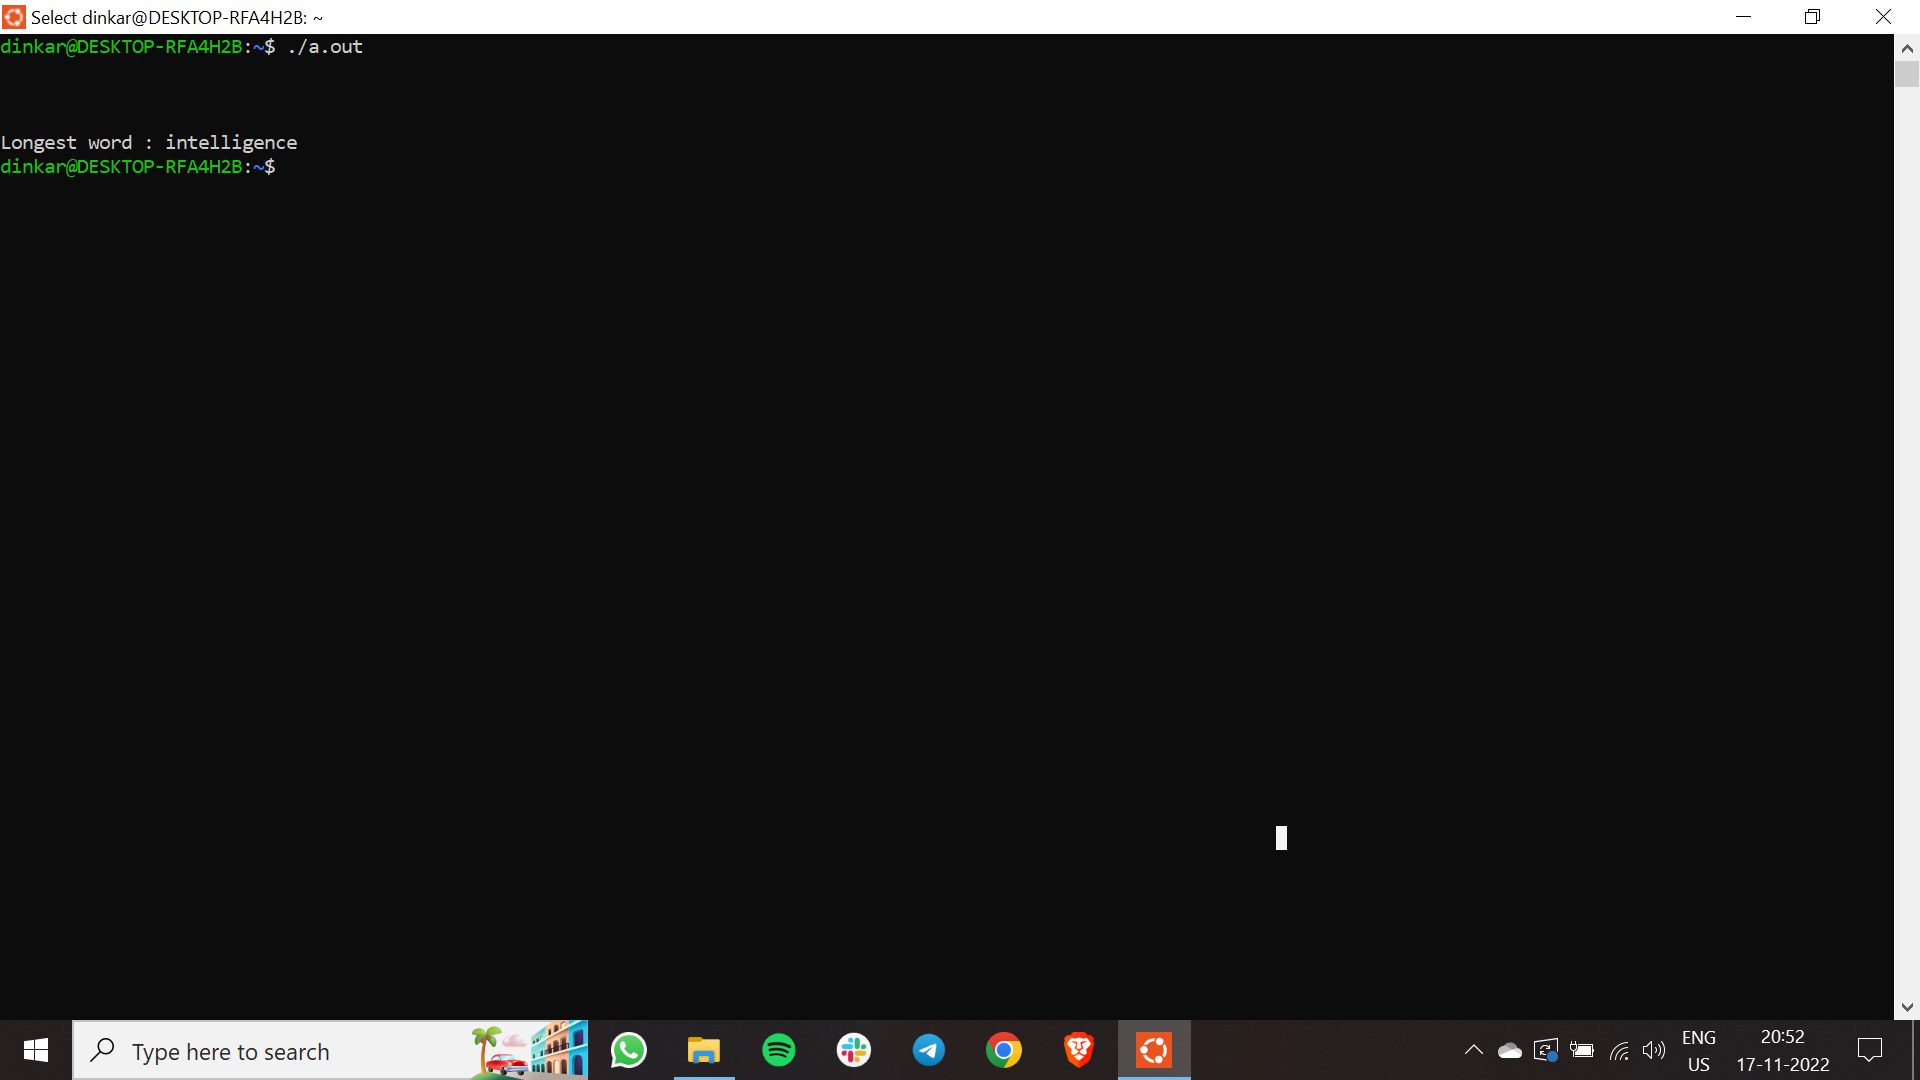 Select dinkar@DESKTOP-RFA4H2B: ~
dinkar@DESKTOP-RFA4H2B:~$ ./a.out
Longest word : intelligence
dinkar@DESKTOP-RFA4H2B:~$
Type here to search
ENG
US
20:52
17-11-2022